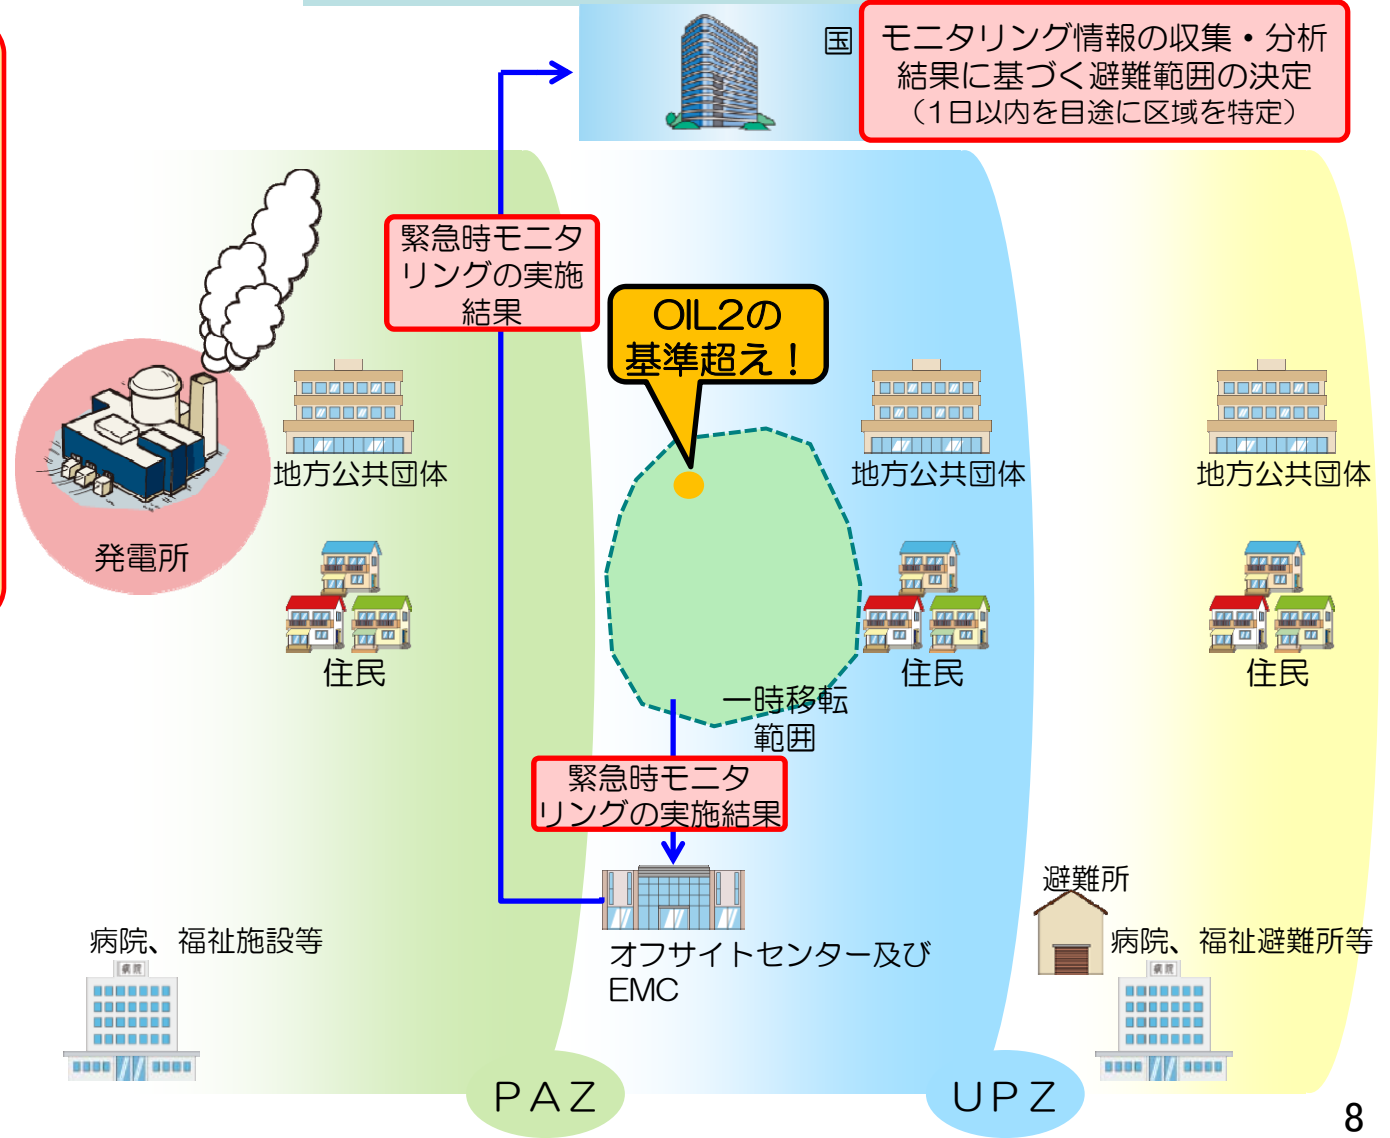 国
モニタリング情報の収集・分析
結果に基づく避難範囲の決定
（1日以内を目途に区域を特定）
緊急時モニタ
リングの実施
結果
OIL2の
基準超え！
地方公共団体
地方公共団体
地方公共団体
発電所
住民
住民
住民
一時移転
範囲
緊急時モニタ
リングの実施結果
避難所
病院、福祉施設等
病院
オフサイトセンター及び
EMC
病院、福祉避難所等
病院
ＰＡＺ
ＵＰＺ
8